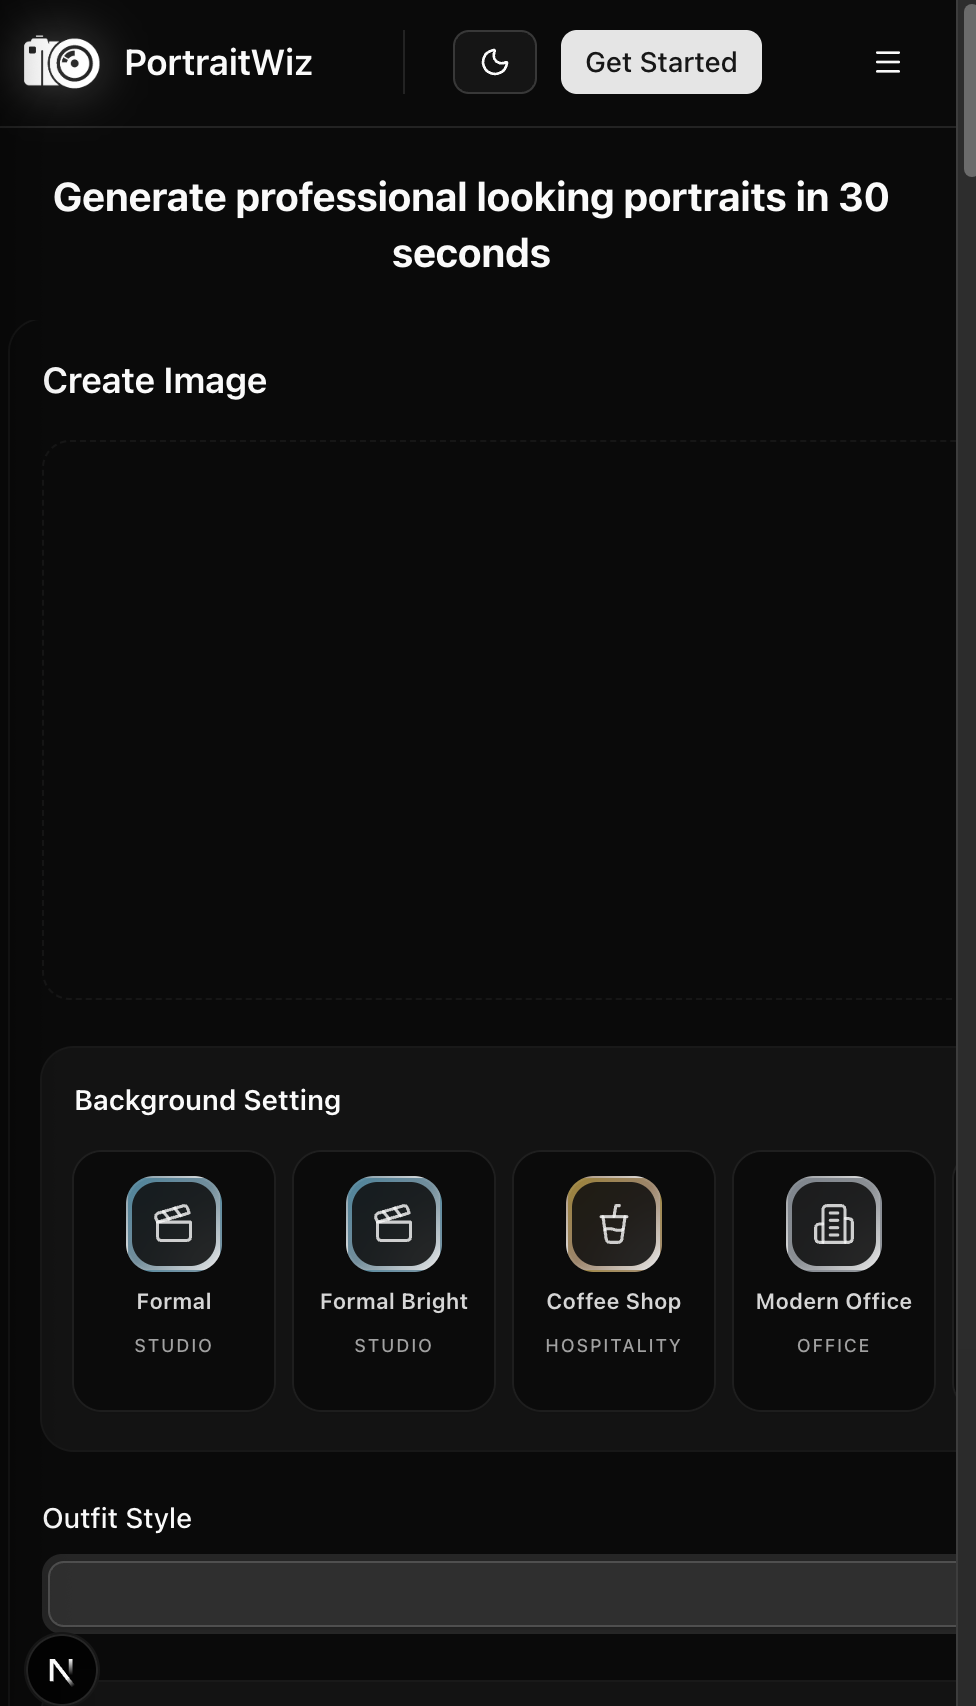 PortraitWiz
Get Started
Generate professional looking portraits in 30
seconds
Create Image
Background Setting
Formal
STUDIO
Formal Bright
STUDIO
Coffee Shop
HOSPITALITY
Modern Office
OFFICE
Outfit Style
N